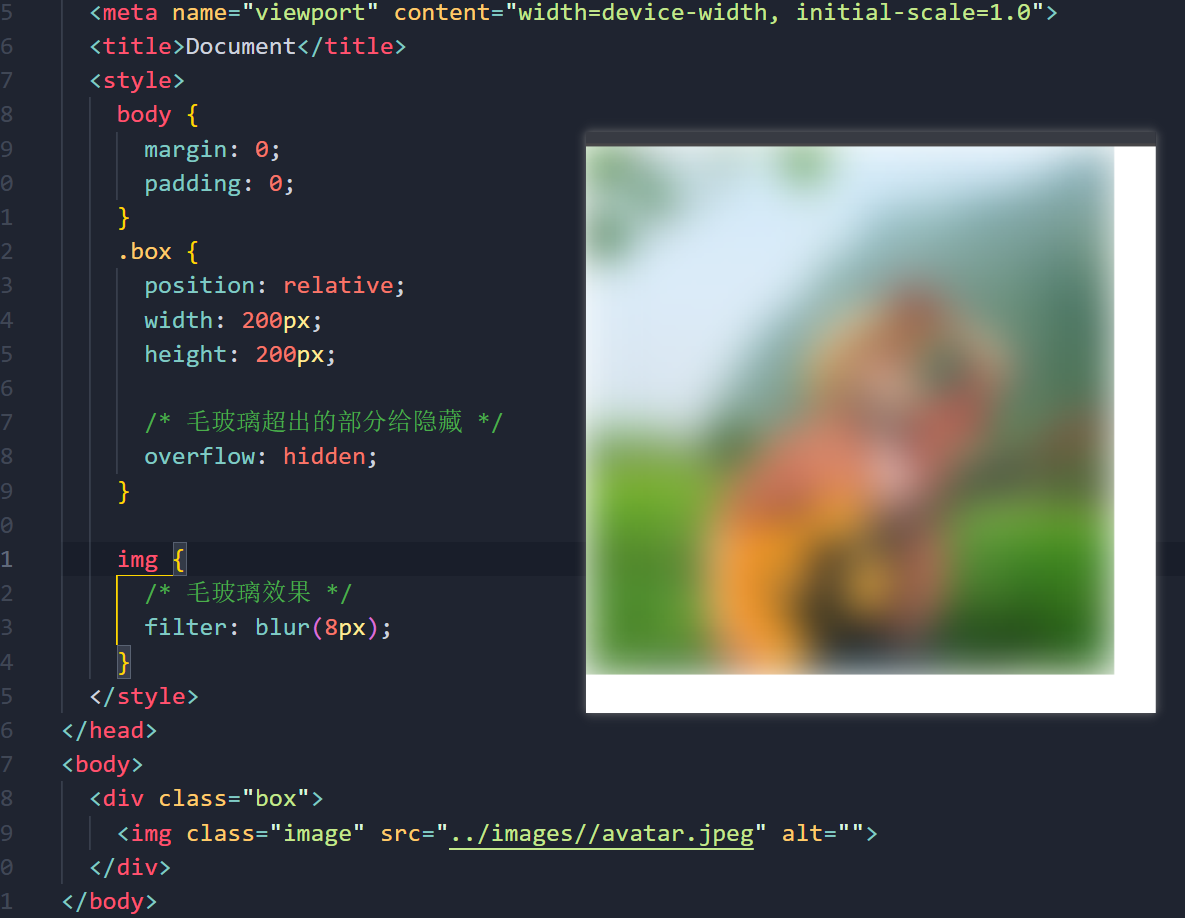 5 <meta name="viewport" content="width=device-width, initial-scale=1.0">
6 <title>Document</title>
7 <style>
8 body {
9 margin: 0;
0 padding: 0;
1 }
2 .box {
3 position: relative;
4 width: 200px;
5 height: 200px;
6
7 /* 毛玻璃超出的部分给隐藏 */
8 overflow: hidden;
9 }
0
1 img {
2 /* 毛玻璃效果 */
3 filter: blur(8px);
4 }
5 </style>
6 </head>
7 <body>
8 <div class="box">
9 <img class="image" src="../images//avatar.jpeg" alt="">
0 </div>
1 </body>